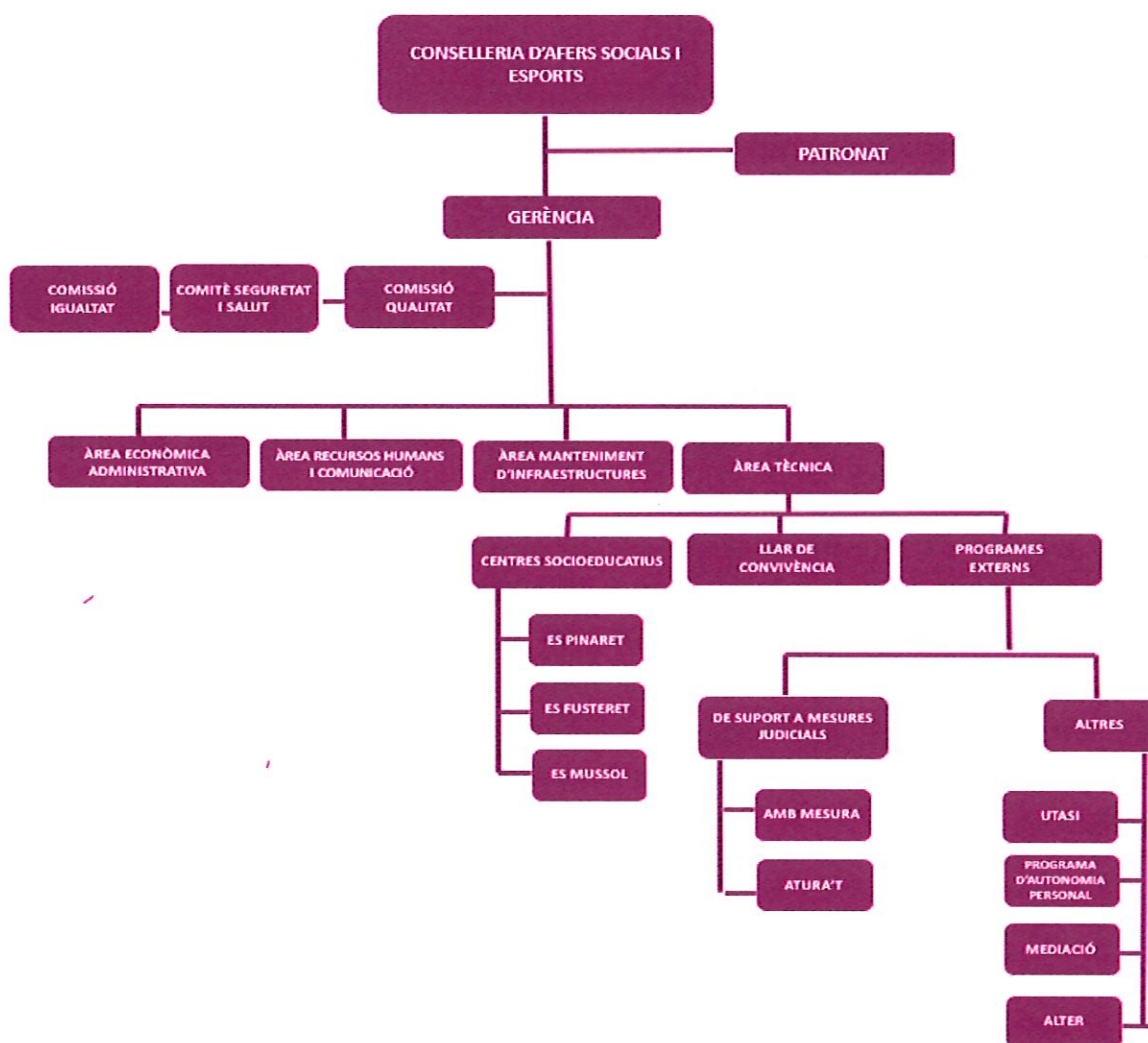 CONSELLERIA D'AFERS SOCIALS I
ESPORTS
PATRONAT
GERÈNCIA
COMISSIÓ
IGUALTAT
COMITÈ SEGURETAT
I SALUT
COMISSIÓ
QUALITAT
ÀREA ECONÒMICA
ADMINISTRATIVA
ÀREA RECURSOS HUMANS
I COMUNICACIÓ
ÀREA MANTENIMENT
D'INFRAESTRUCTURES
ÀREA TÈCNICA
CENTRES SOCIOEDUCATIUS
LLAR DE
CONVIVÈNCIA
PROGRAMES
EXTERNS
ES PINARET
ES FUSTERET
ES MUSSOL
DE SUPORT A MESURES
JUDICIALS
ALTRES
AMB MESURA
ATURA'T
UTASI
PROGRAMA
D'AUTONOMIA
PERSONAL
MEDIACIÓ
ALTER